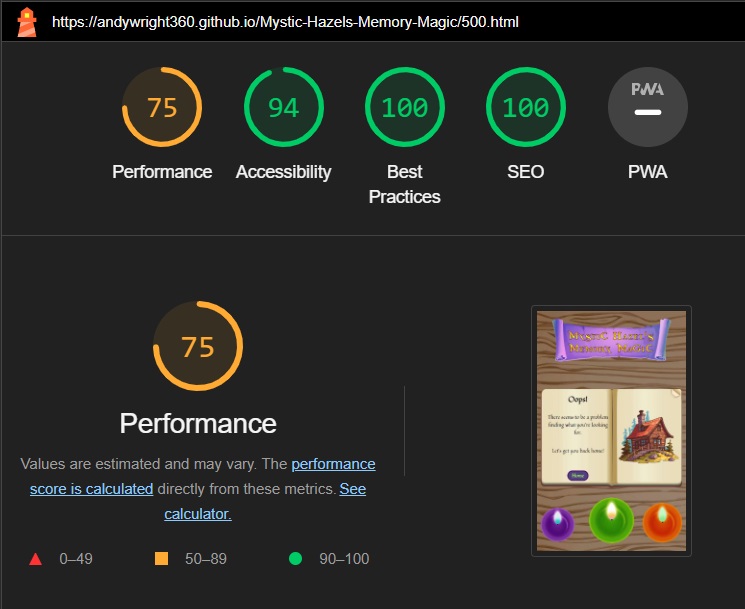 https://andywright360.github.io/Mystic-Hazels-Memory-Magic/500.html
75
94
100
100
PWA
Performance
Accessibility
Best
Practices
SEO
PWA
75
Performance
Values are estimated and may vary. The performance
score is calculated directly from these metrics. See
calculator.
0–49
50–89
90–100
Mystic Hazel's
Memory Magic
Oops!
There seems to be a problem
finding what you're looking
for.
Let's get you back home!
Home